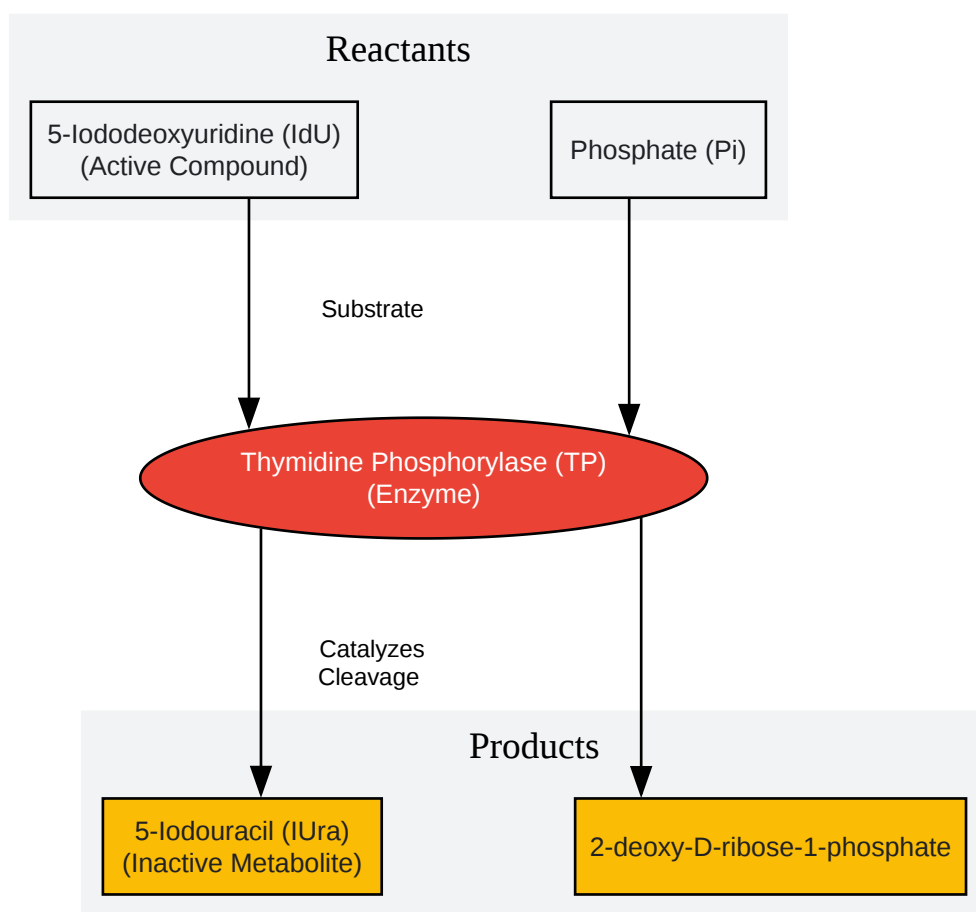 Reactants
5-Iododeoxyuridine (IdU)
(Active Compound)
Phosphate (Pi)
Substrate
Thymidine Phosphorylase (TP)
(Enzyme)
Catalyzes
Cleavage
Products
5-Iodouracil (IUra)
(Inactive Metabolite)
2-deoxy-D-ribose-1-phosphate